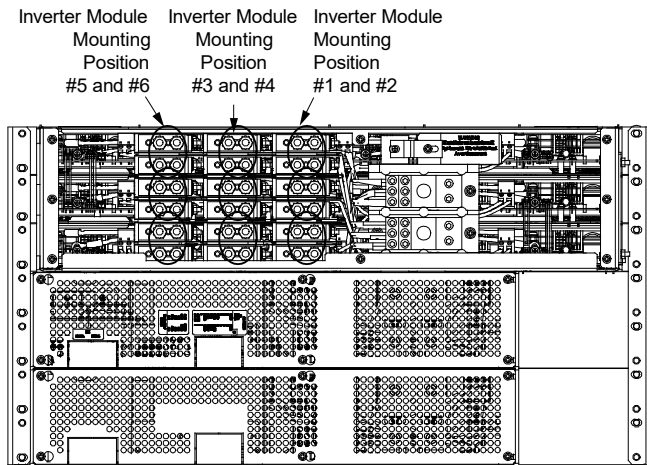 Inverter Module Mounting Position #5 and #6
Inverter Module Mounting Position #3 and #4
Inverter Module Mounting Position #1 and #2